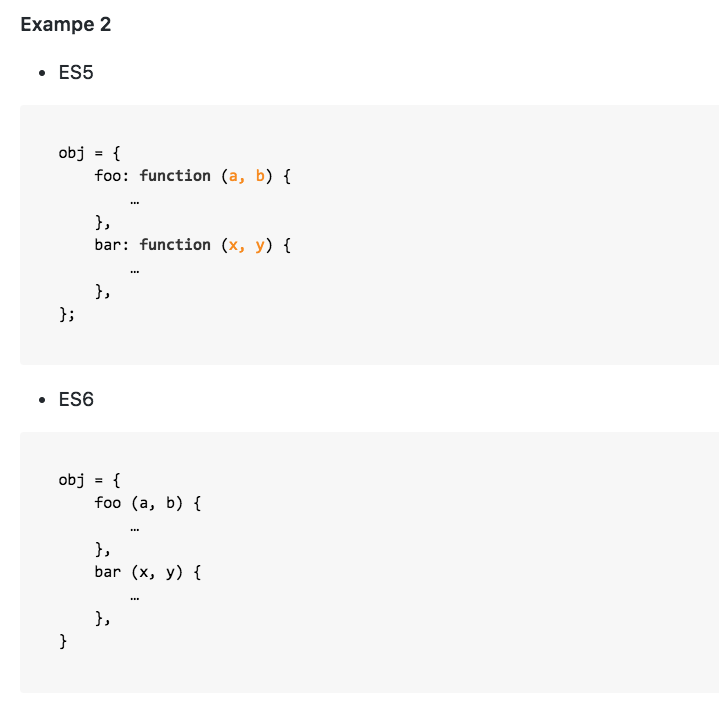 Exampe 2
• ES5
obj = {
    foo: function (a, b) {
        …
    },
    bar: function (x, y) {
        …
    },
};
• ES6
obj = {
    foo (a, b) {
        …
    },
    bar (x, y) {
        …
    },
}